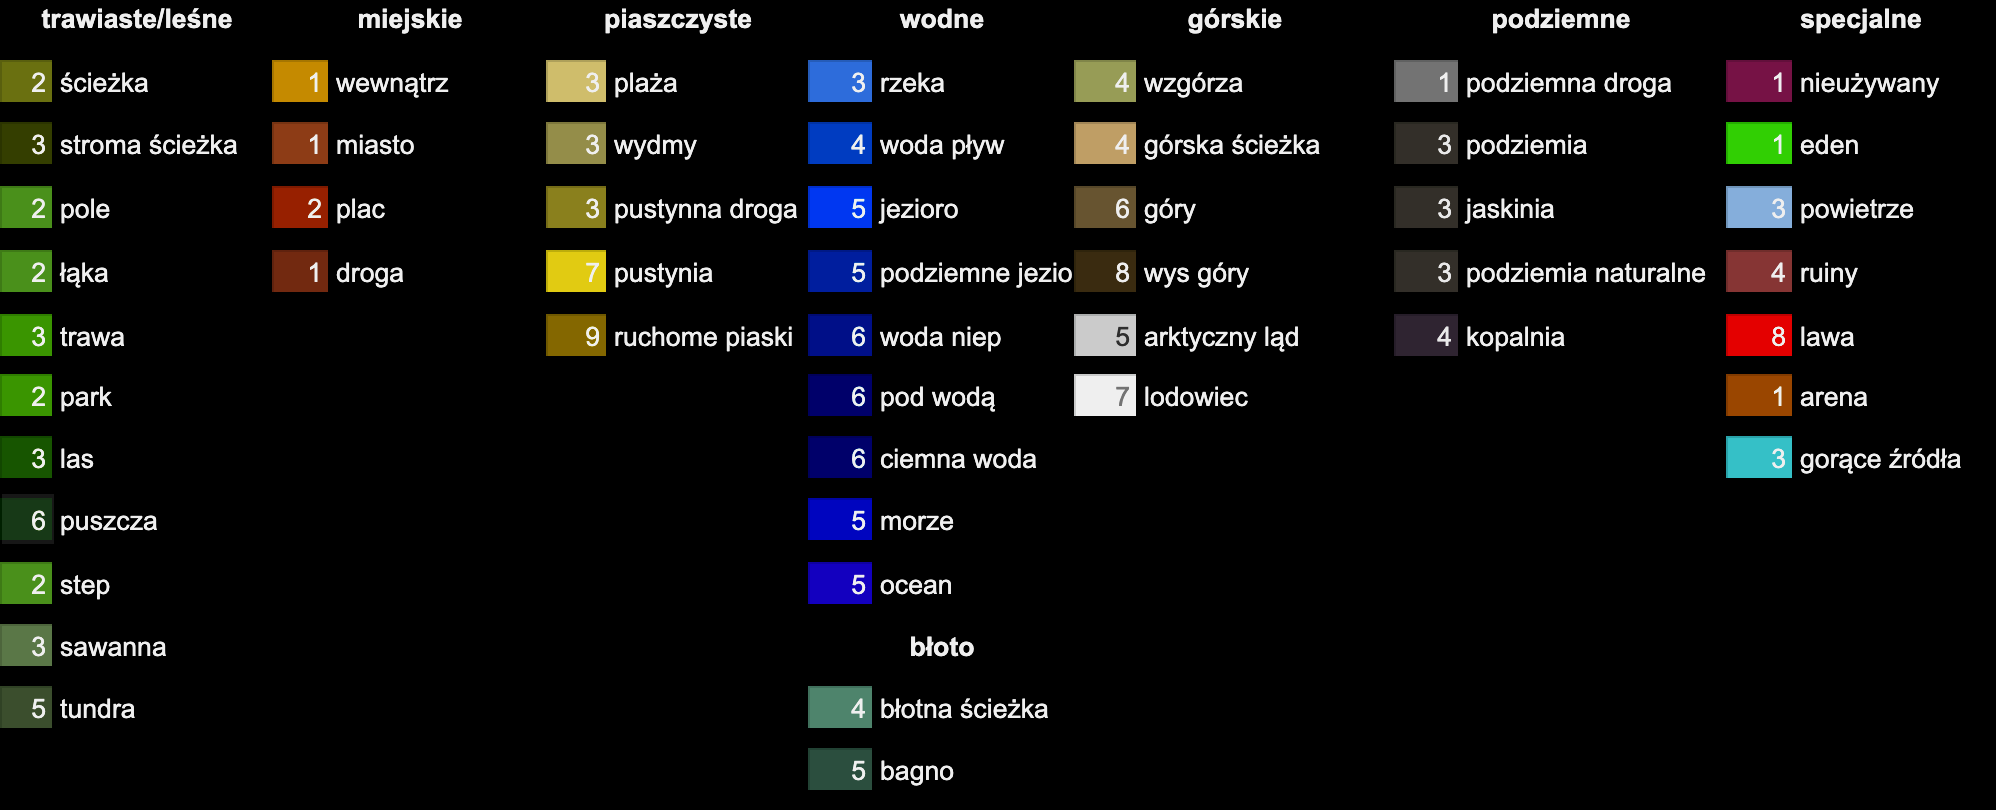 trawiaste/leśne miejskie piaszczyste wodne górskie podziemne specjalne
2 ścieżka 1 wewnątrz 3 plaża 3 rzeka 4 wzgórza 1 podziemna droga 1 nieużywany
3 stroma ścieżka 1 miasto 3 wydmy 4 woda pływ 4 górska ścieżka 3 podziemia 1 eden
2 pole 2 plac 3 pustynna droga 5 jezioro 6 góry 3 jaskinia 3 powietrze
2 łąka 1 droga 7 pustynia 5 podziemne jezio 8 wys góry 3 podziemia naturalne 4 ruiny
3 trawa 9 ruchome piaski 6 woda niep 5 arktyczny ląd 4 kopalnia 8 lawa
2 park 6 pod wodą 7 lodowiec 1 arena
3 las 6 ciemna woda 3 gorące źródła
6 puszcza 5 morze
2 step 5 ocean
3 sawanna błoto
5 tundra 4 błotna ścieżka
5 bagno